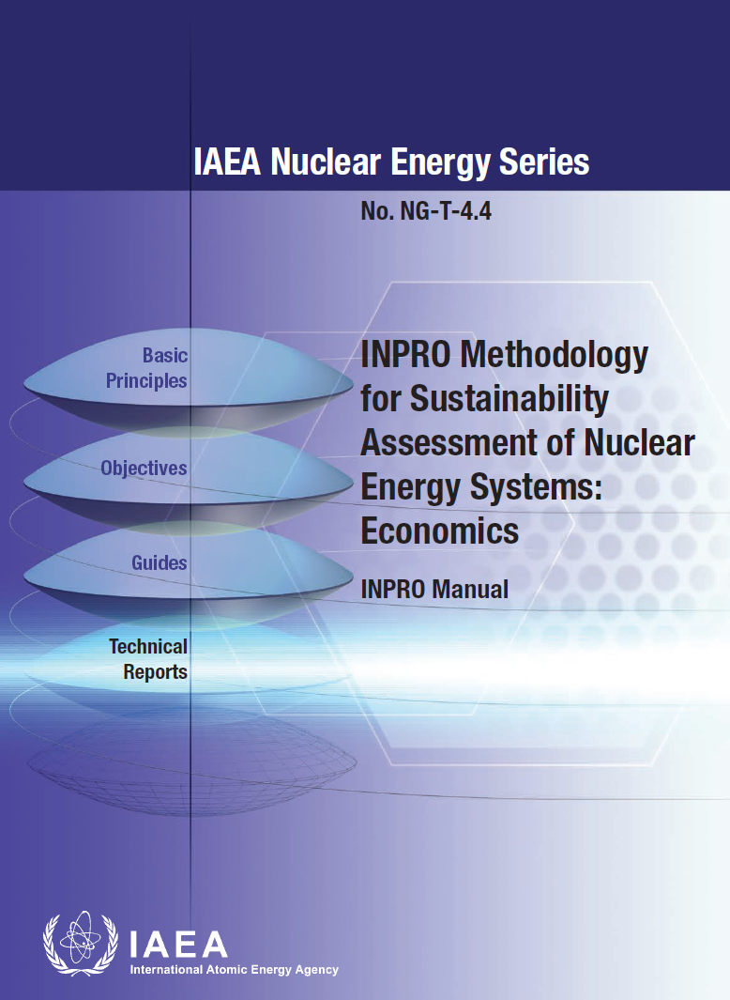 IAEA Nuclear Energy Series
No. NG-T-4.4
Basic
Principles
Objectives
Guides
Technical
Reports
INPRO Methodology
for Sustainability
Assessment of Nuclear
Energy Systems:
Economics
INPRO Manual
IAEA
International Atomic Energy Agency